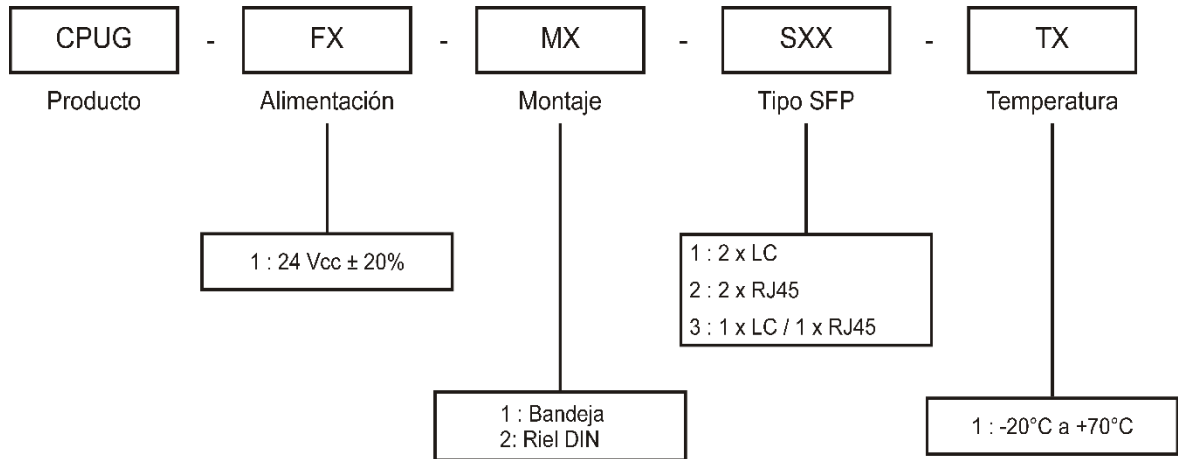 CPUG - FX - MX - SXX - TX
Producto Alimentación Montaje Tipo SFP Temperatura
1 : 24 Vcc ± 20%
1 : 2 x LC
2 : 2 x RJ45
3 : 1 x LC / 1 x RJ45
1 : Bandeja
2: Riel DIN
1 : -20°C a +70°C